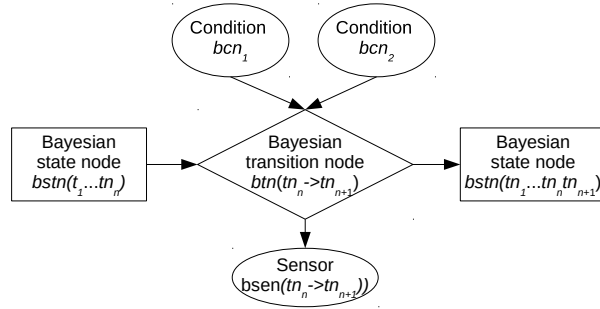 Condition
bcn₁
Condition
bcn₂
Bayesian
state node
bstn(t₁...tnₙ)
Bayesian
transition node
btn(tnₙ->tnₙ₊₁)
Bayesian
state node
bstn(tn₁...tnₙtnₙ₊₁)
Sensor
bsen(tnₙ->tnₙ₊₁))